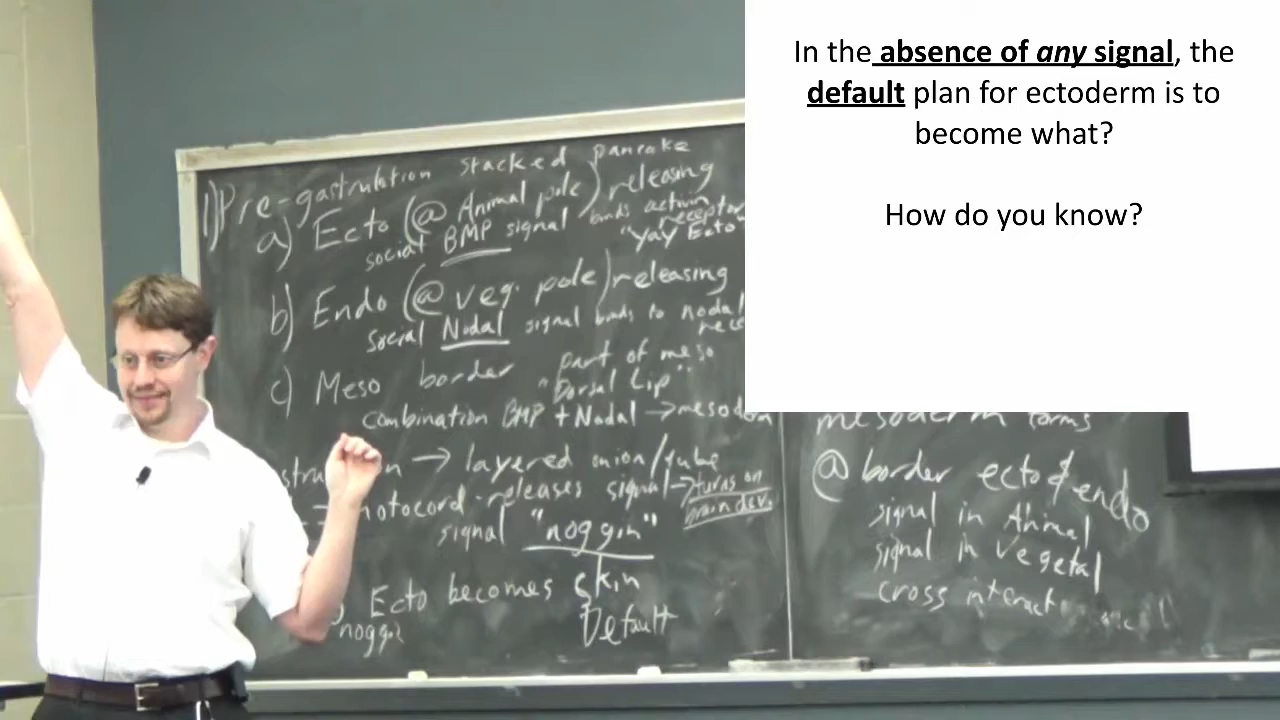 In the absence of any signal, the
default plan for ectoderm is to
become what?
How do you know?
1) Pre-gastrulation stacked pancake
a) Ecto (@ Animal pole) releasing
social BMP signal binds activin
receptor
"yay Ecto"
b) Endo (@ veg. pole) releasing
social Nodal signal binds to nodal
rece
c) Meso border "part of meso
"Dorsal Lip"
combination BMP + Nodal → mesoderm
→ layered onion/tube
notocord - releases signal → turns on
brain dev.
signal "noggin"
Ecto becomes skin
noggin
Default
mesoderm forms
@ border ecto & endo
signal in Animal
signal in Vegetal
cross interact